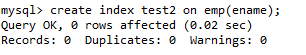 mysql> create index test2 on emp(ename);
Query OK, 0 rows affected (0.02 sec)
Records: 0  Duplicates: 0  Warnings: 0